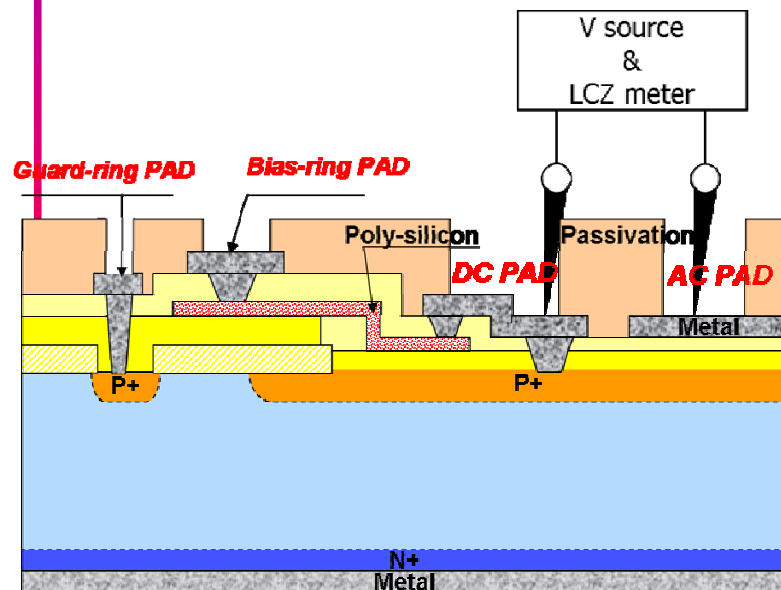 V source
&
LCZ meter
Guard-ring PAD
Bias-ring PAD
Poly-silicon
Passivation
DC PAD
AC PAD
Metal
P+
P+
N+
Metal